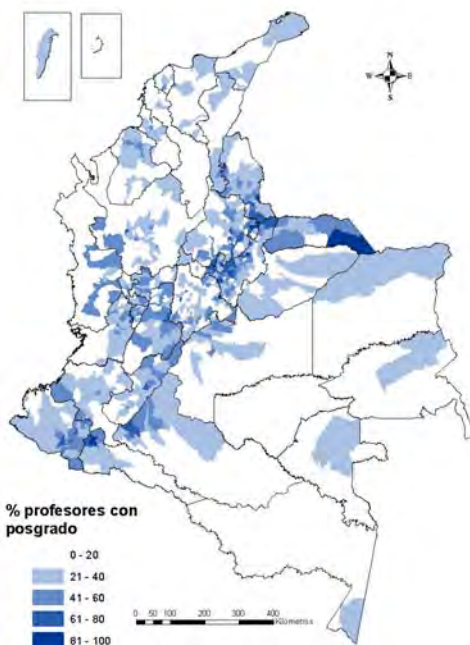 N
W E
S
% profesores con
posgrado
0 - 20
21 - 40
41 - 60
61 - 80
81 - 100
0 50 100 200 300 400
Kilometros